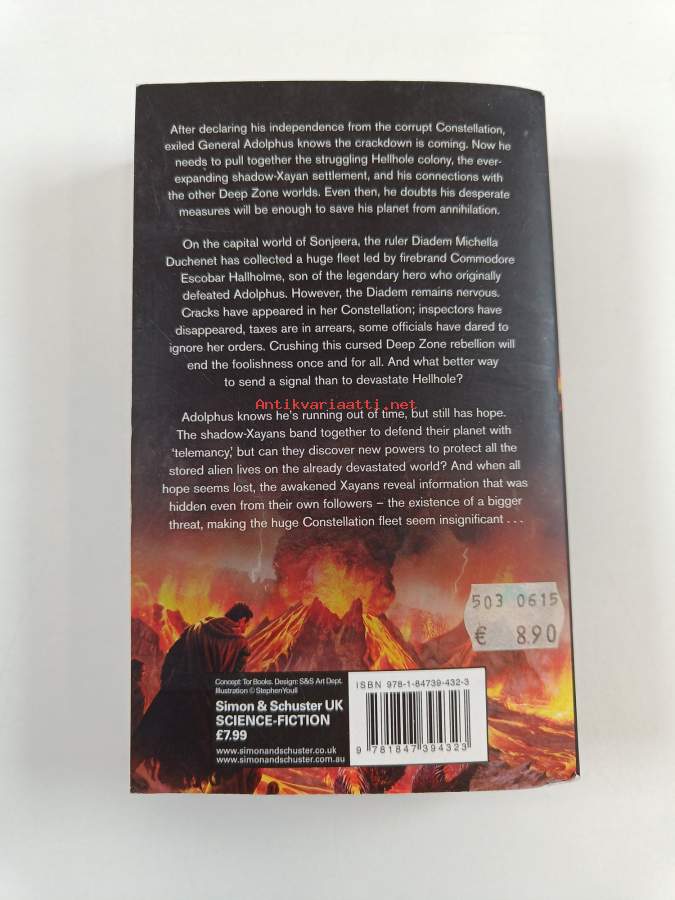 After declaring his independence from the corrupt Constellation,
exiled General Adolphus knows the crackdown is coming. Now he
needs to pull together the struggling Hellhole colony, the ever-
expanding shadow-Xayan settlement, and his connections with
the other Deep Zone worlds. Even then, he doubts his desperate
measures will be enough to save his planet from annihilation.
On the capital world of Sonjeera, the ruler Diadem Michella
Duchenet has collected a huge fleet led by firebrand Commodore
Escobar Hallholme, son of the legendary hero who originally
defeated Adolphus. However, the Diadem remains nervous.
Cracks have appeared in her Constellation; inspectors have
disappeared, taxes are in arrears, some officials have dared to
ignore her orders. Crushing this cursed Deep Zone rebellion will
end the foolishness once and for all. And what better way
to send a signal than to devastate Hellhole?
Antikvariaatti.net
Adolphus knows he's running out of time, but still has hope.
The shadow-Xayans band together to defend their planet with
'telemancy,' but can they discover new powers to protect all the
stored alien lives on the already devastated world? And when all
hope seems lost, the awakened Xayans reveal information that was
hidden even from their own followers – the existence of a bigger
threat, making the huge Constellation fleet seem insignificant . . .
503 0615
€ 8.90
Concept: Tor Books. Design: S&S Art Dept.
Illustration © Stephen Youll
Simon & Schuster UK
SCIENCE-FICTION
£7.99
www.simonandschuster.co.uk
www.simonandschuster.com.au
ISBN 978-1-84739-432-3
9 781847 394323